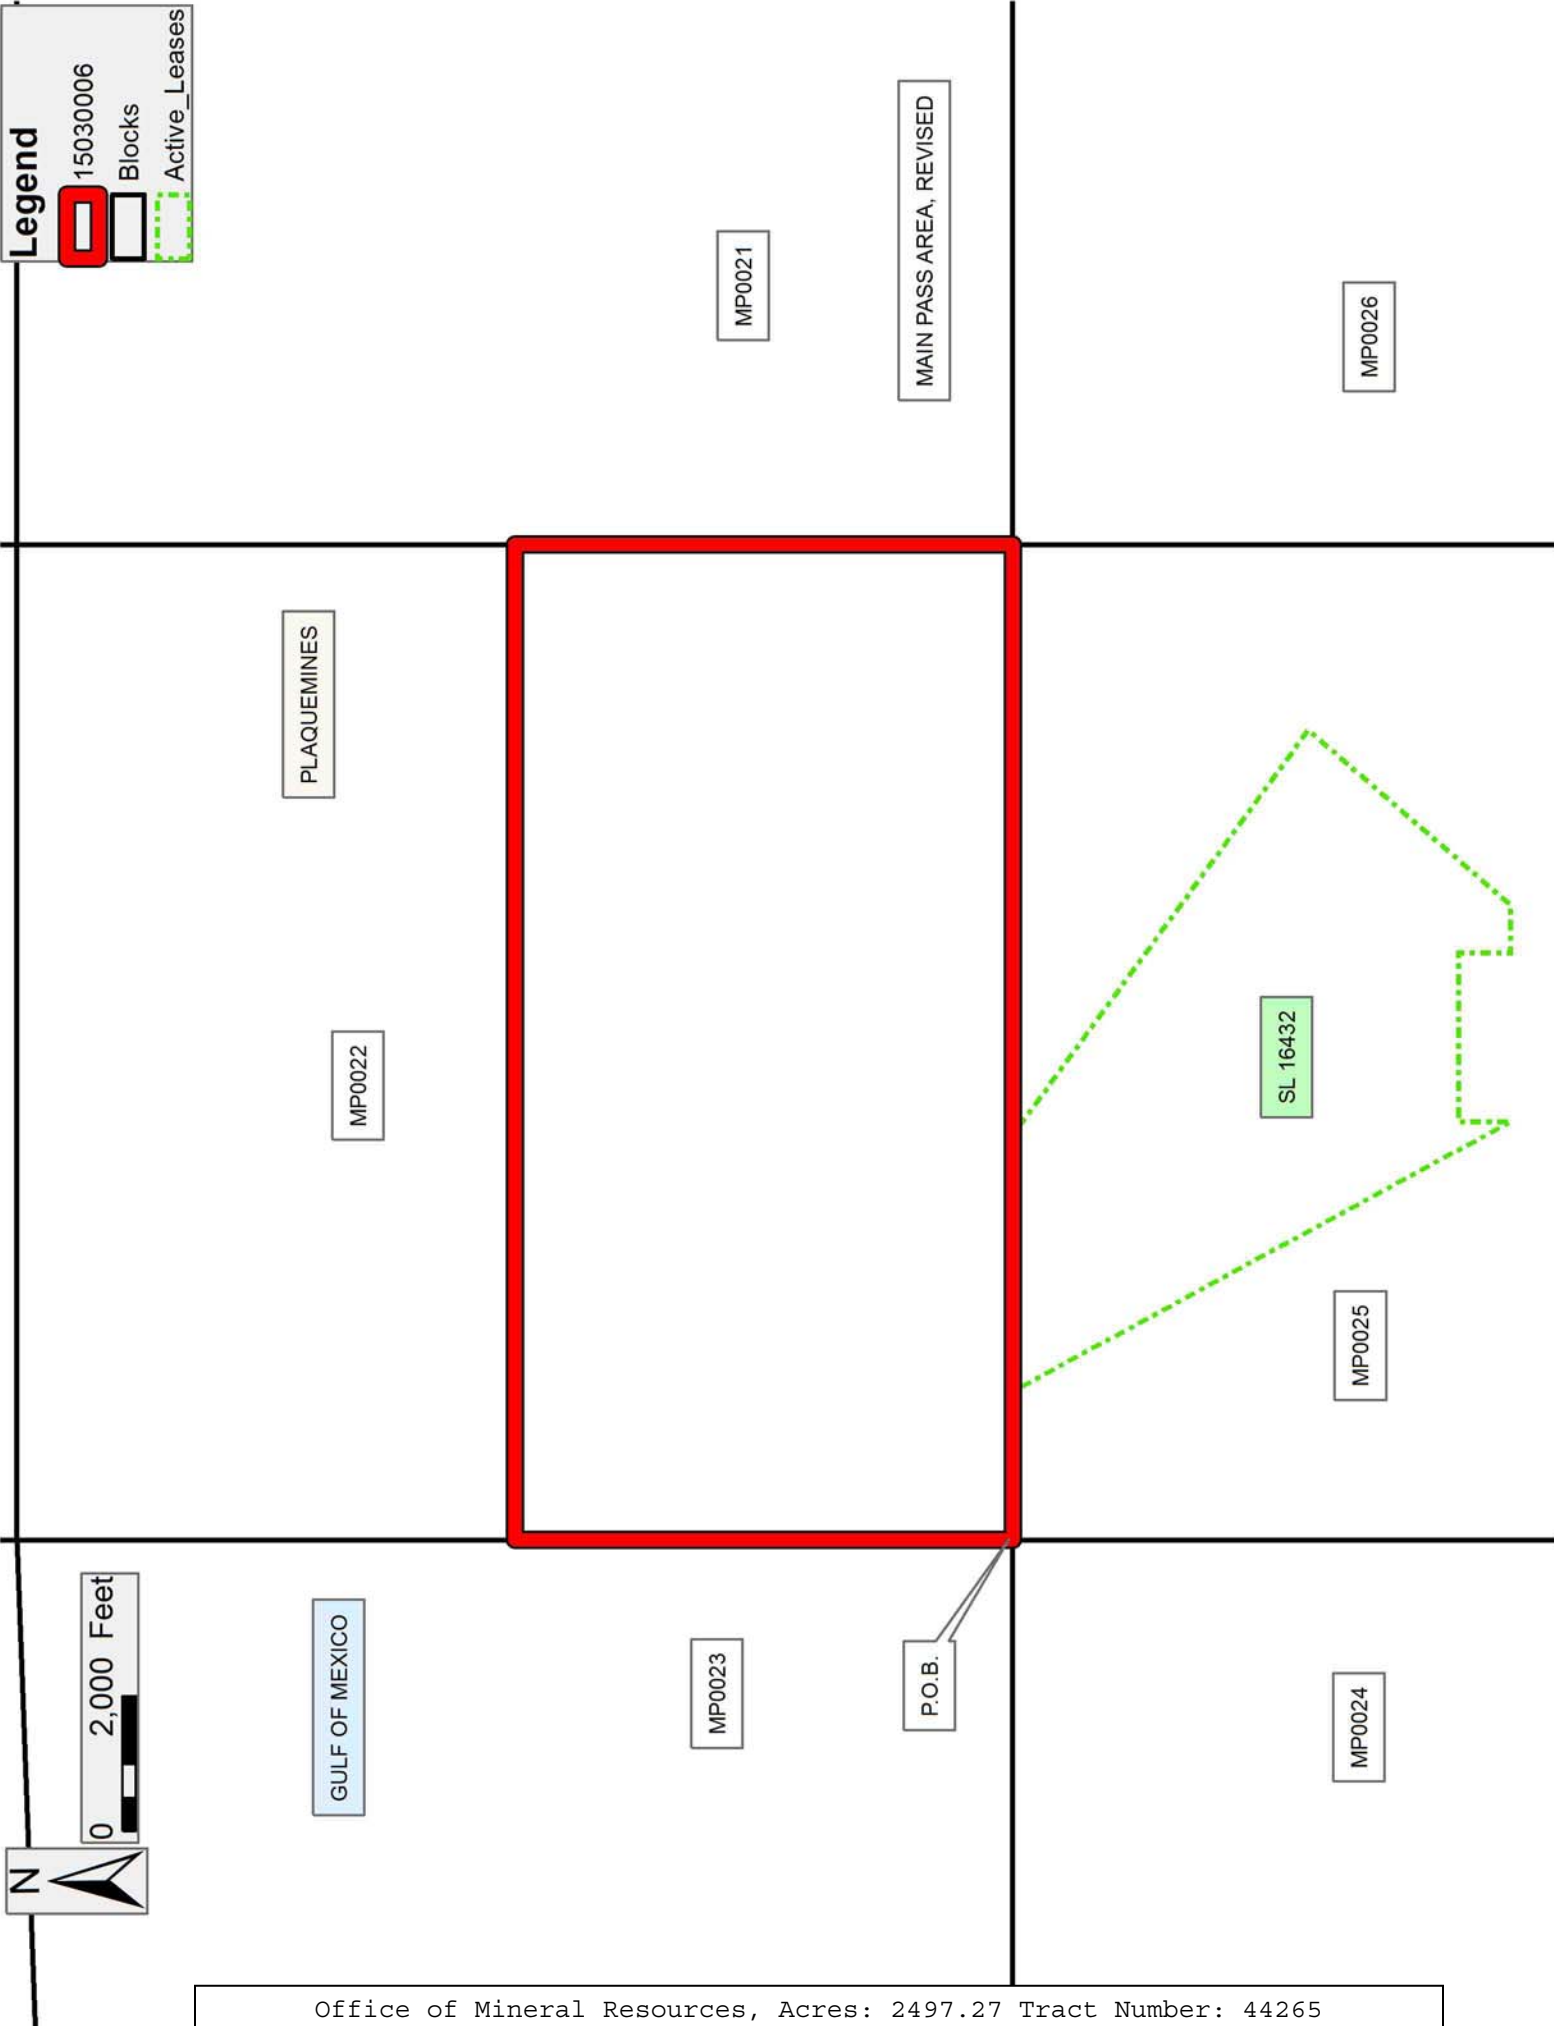 Legend
15030006
Blocks
Active_Leases
MAIN PASS AREA, REVISED
MP0021
MP0026
PLAQUEMINES
MP0022
SL 16432
MP0025
N
0 2,000 Feet
GULF OF MEXICO
MP0023
P.O.B.
MP0024
Office of Mineral Resources, Acres: 2497.27 Tract Number: 44265